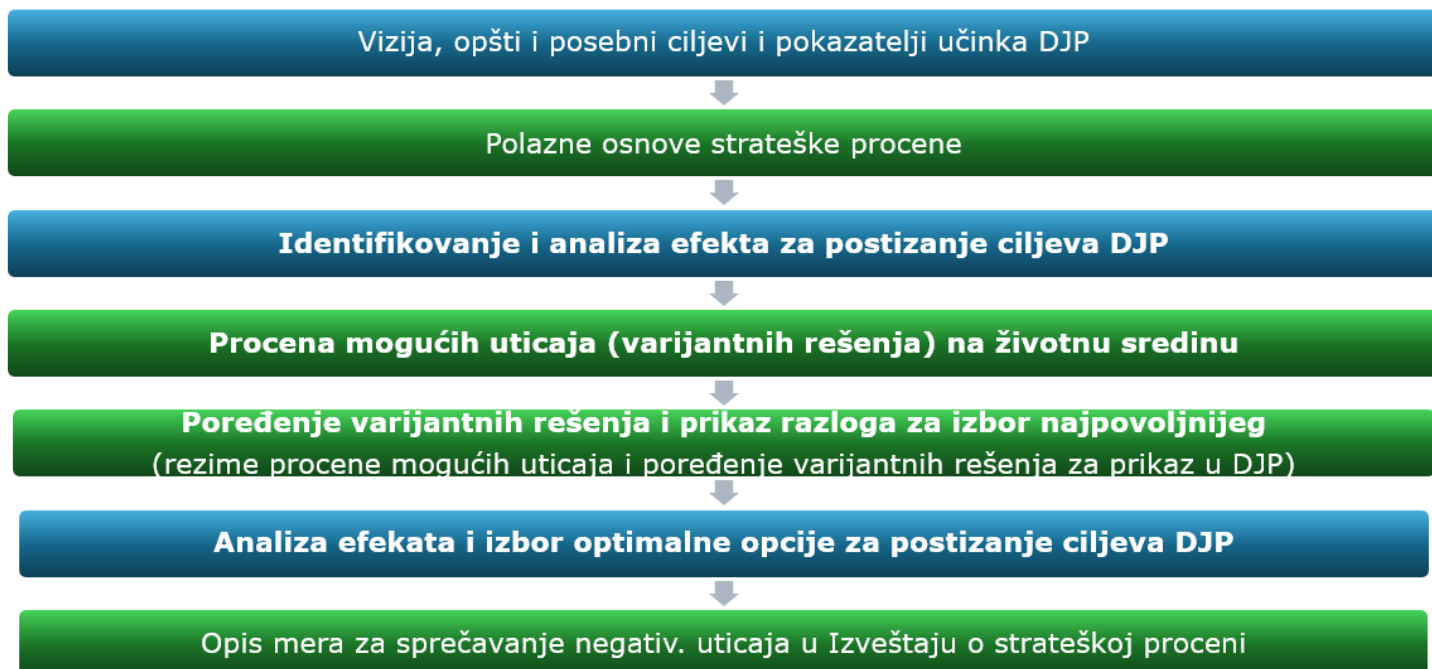 Vizija, opšti i posebni ciljevi i pokazatelji učinka DJP
Polazne osnove strateške procene
Identifikovanje i analiza efekta za postizanje ciljeva DJP
Procena mogućih uticaja (varijantnih rešenja) na životnu sredinu
Poređenje varijantnih rešenja i prikaz razloga za izbor najpovoljnijeg
(rezime procene mogućih uticaja i poređenje varijantnih rešenja za prikaz u DJP)
Analiza efekata i izbor optimalne opcije za postizanje ciljeva DJP
Opis mera za sprečavanje negativ. uticaja u Izveštaju o strateškoj proceni